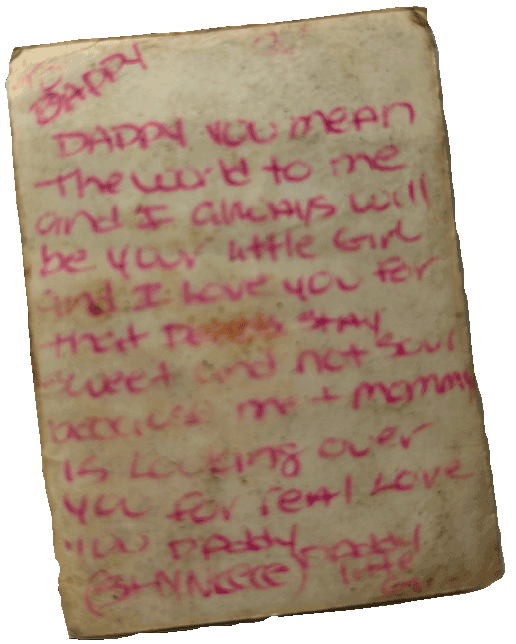 DADDY
DADDY YOU mean
the world to me
and I always will
be your little Girl
and I Love you For
that STAY
sweet and not Sour
because me + mommy
is Looking over
you for real Love
you Daddy
DADDY
little
Girl